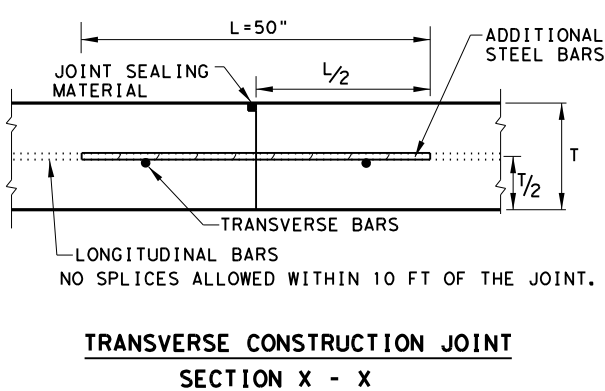 L=50"
ADDITIONAL
STEEL BARS
JOINT SEALING
MATERIAL
L/2
T
T/2
TRANSVERSE BARS
LONGITUDINAL BARS
NO SPLICES ALLOWED WITHIN 10 FT OF THE JOINT.
TRANSVERSE CONSTRUCTION JOINT
SECTION X - X